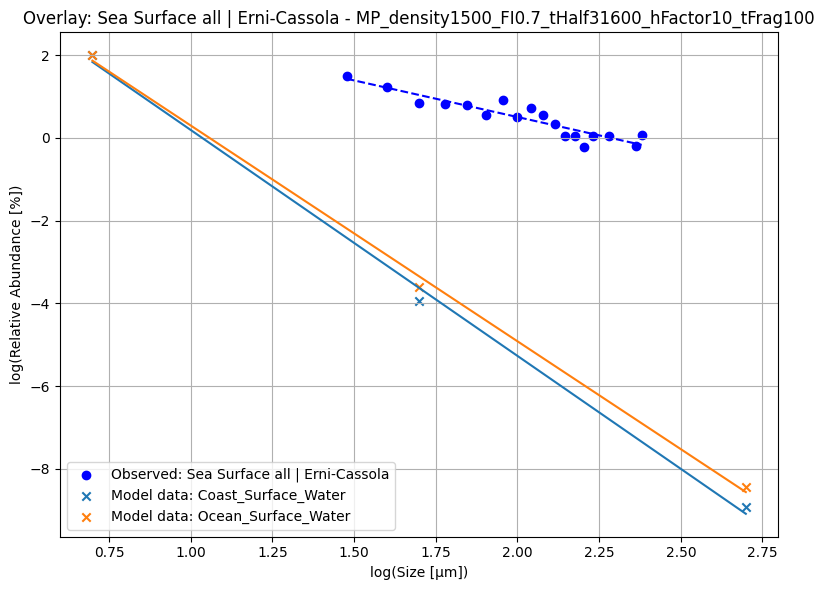 Overlay: Sea Surface all | Erni-Cassola - MP_density1500_FI0.7_tHalf31600_hFactor10_tFrag100
log(Relative Abundance [%])
2
0
−2
−4
−6
−8
Observed: Sea Surface all | Erni-Cassola
Model data: Coast_Surface_Water
Model data: Ocean_Surface_Water
0.75 1.00 1.25 1.50 1.75 2.00 2.25 2.50 2.75
log(Size [μm])